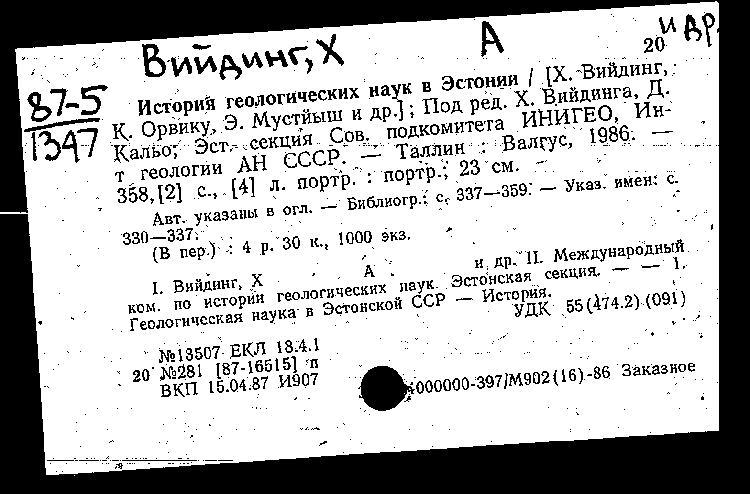 Вийдинг, Х А и др.
20
87-5
1347
История геологических наук в Эстонии / [Х. Вийдинг,
К. Орвику, Э. Мустйыш и др.]; Под ред. Х. Вийдинга, Д.
Кальо; Эст. секция Сов. подкомитета ИНИГЕО, Ин-
т геологии АН СССР. — Таллин : Валгус, 1986. —
358,[2] с., [4] л. портр. : портр.; 23 см.
Авт. указаны в огл. — Библиогр.: с. 337—359. — Указ. имен: с.
330—337.
(В пер.) : 4 р. 30 к., 1000 экз.
I. Вийдинг, Х А и др. II. Международный
ком. по истории геологических наук. Эстонская секция. — — 1.
Геологическая наука в Эстонской ССР — История.
УДК 55(474.2)(091)
№13507 ЕКЛ 18.4.1
20 №281 [87-16515] п
ВКП 15.04.87 И907
000000-397/М902(16)-86 Заказное